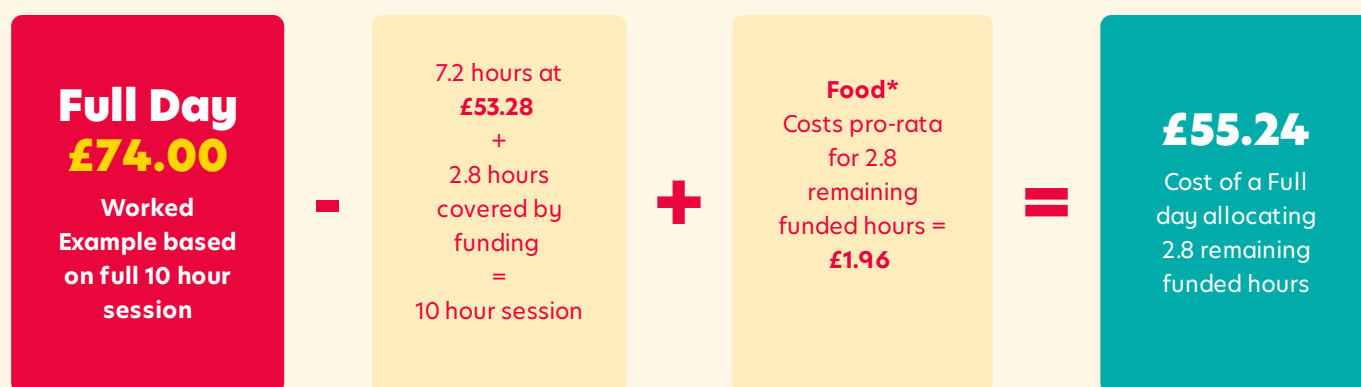 Full Day
£74.00
Worked
Example based
on full 10 hour
session
-
7.2 hours at
£53.28
+
2.8 hours
covered by
funding
=
10 hour session
+
Food*
Costs pro-rata
for 2.8
remaining
funded hours =
£1.96
=
£55.24
Cost of a Full
day allocating
2.8 remaining
funded hours